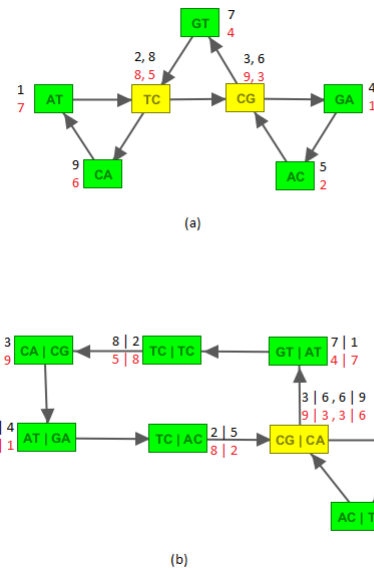 GT
7
4
2, 8
8, 5
3, 6
9, 3
1
7
AT
TC
CG
GA
4
1
9
6
CA
AC
5
2
(a)
3
9
CA | CG
8 | 2
5 | 8
TC | TC
GT | AT
7 | 1
4 | 7
3 | 6 , 6 | 9
9 | 3 , 3 | 6
| 4
| 1
AT | GA
TC | AC
2 | 5
8 | 2
CG | CA
AC | T
(b)